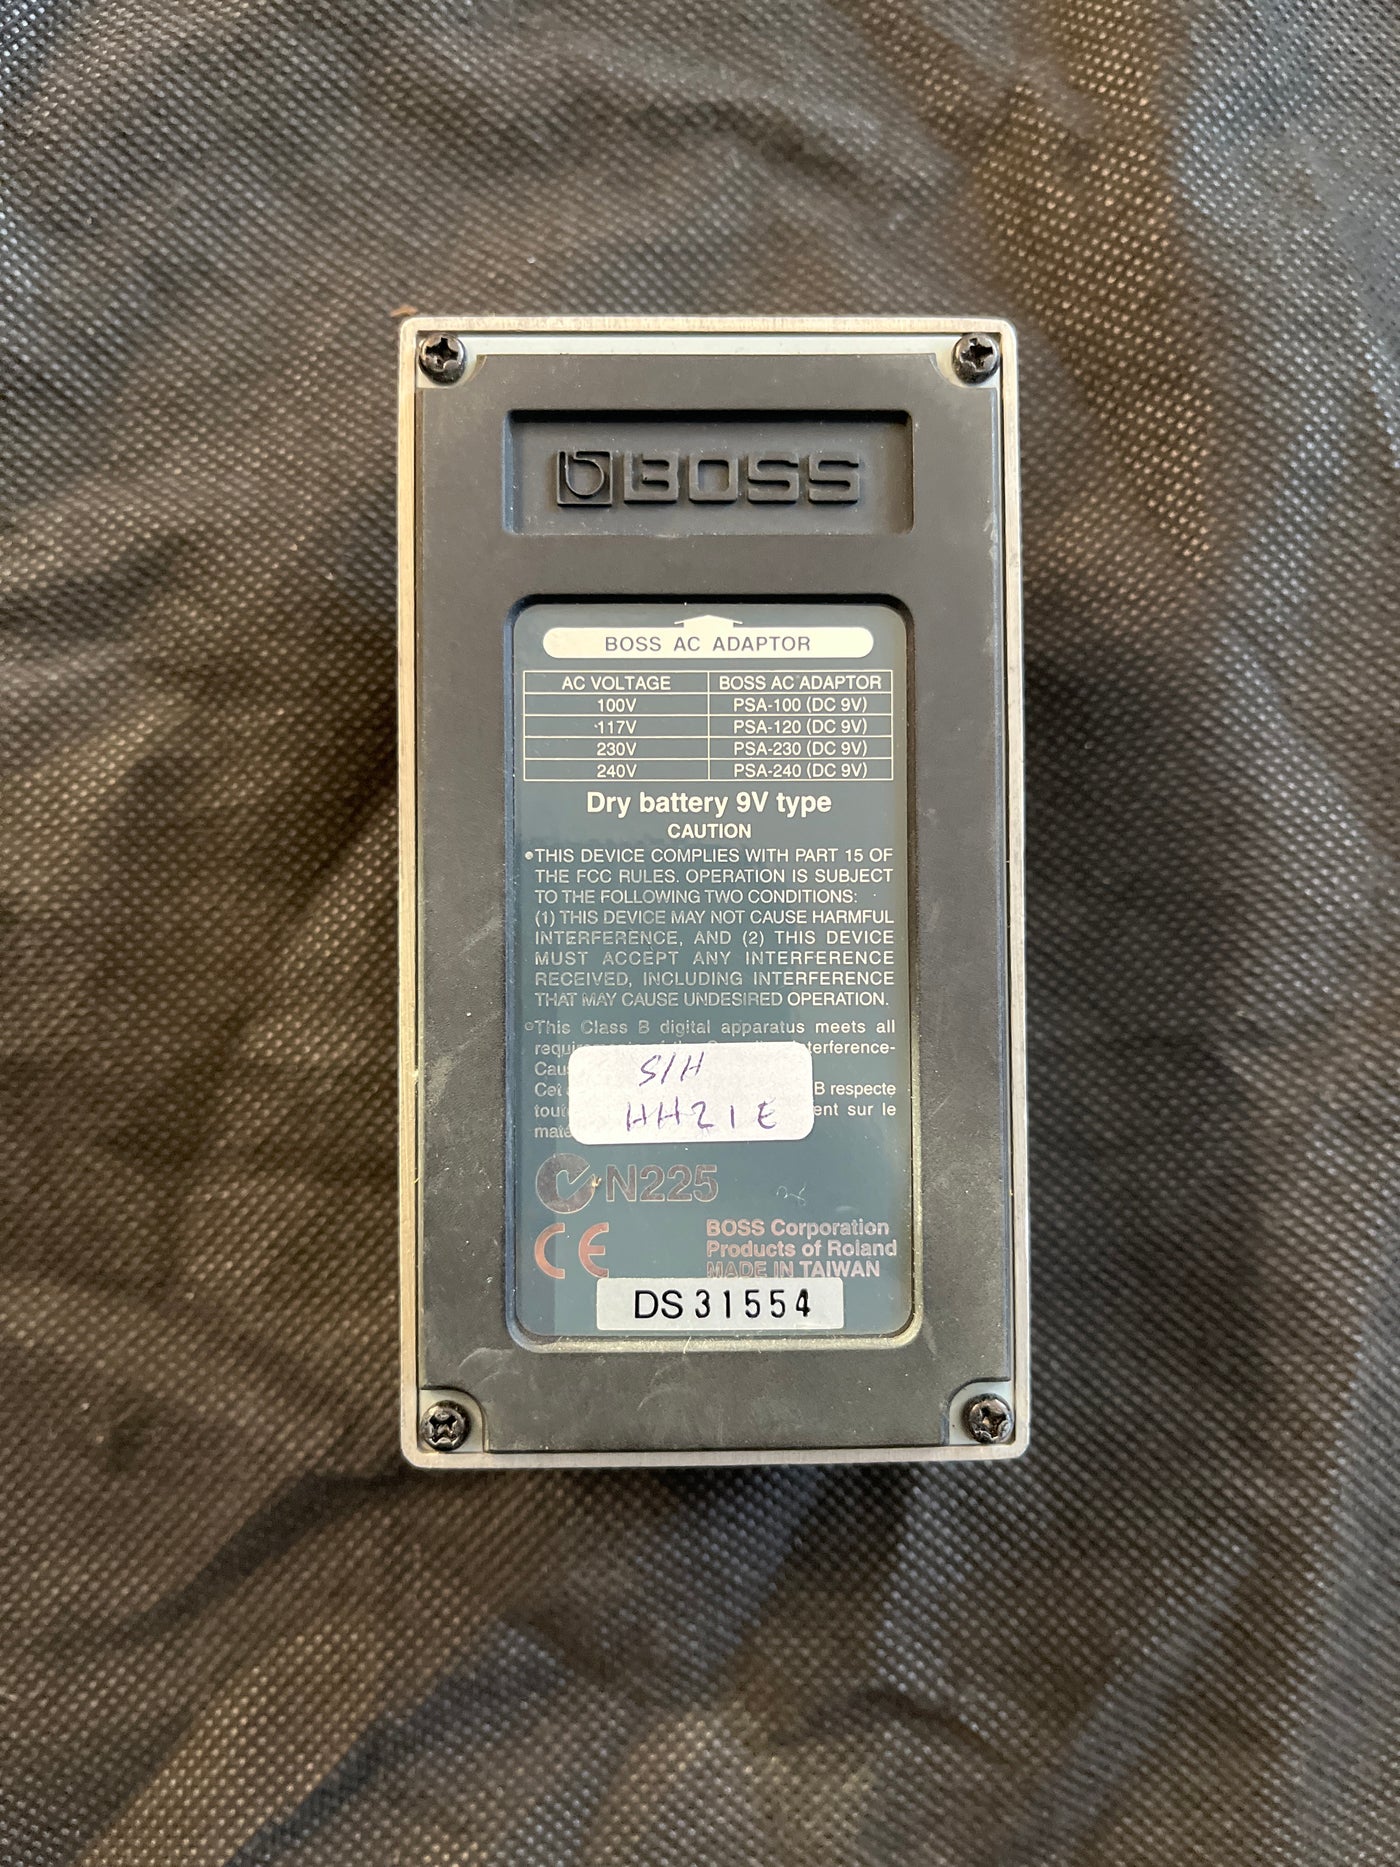 BOSS
BOSS AC ADAPTOR
AC VOLTAGE BOSS AC ADAPTOR
100V PSA-100 (DC 9V)
117V PSA-120 (DC 9V)
230V PSA-230 (DC 9V)
240V PSA-240 (DC 9V)
Dry battery 9V type
CAUTION
•THIS DEVICE COMPLIES WITH PART 15 OF
THE FCC RULES. OPERATION IS SUBJECT
TO THE FOLLOWING TWO CONDITIONS:
(1) THIS DEVICE MAY NOT CAUSE HARMFUL
INTERFERENCE, AND (2) THIS DEVICE
MUST ACCEPT ANY INTERFERENCE
RECEIVED, INCLUDING INTERFERENCE
THAT MAY CAUSE UNDESIRED OPERATION.
•This Class B digital apparatus meets all
S/H
Cet B respecte
HH21E
sur le
N225
CE
BOSS Corporation
Products of Roland
MADE IN TAIWAN
DS31554